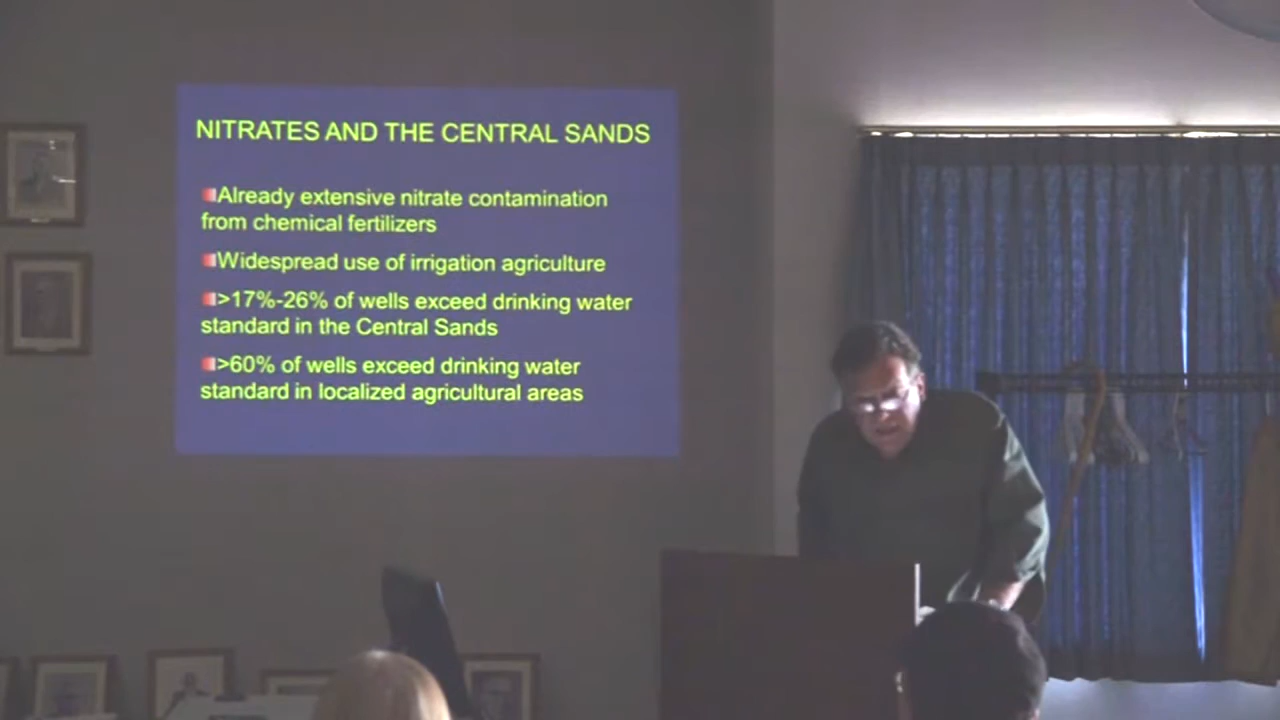 NITRATES AND THE CENTRAL SANDS
Already extensive nitrate contamination
from chemical fertilizers
Widespread use of irrigation agriculture
>17%-26% of wells exceed drinking water
standard in the Central Sands
>60% of wells exceed drinking water
standard in localized agricultural areas